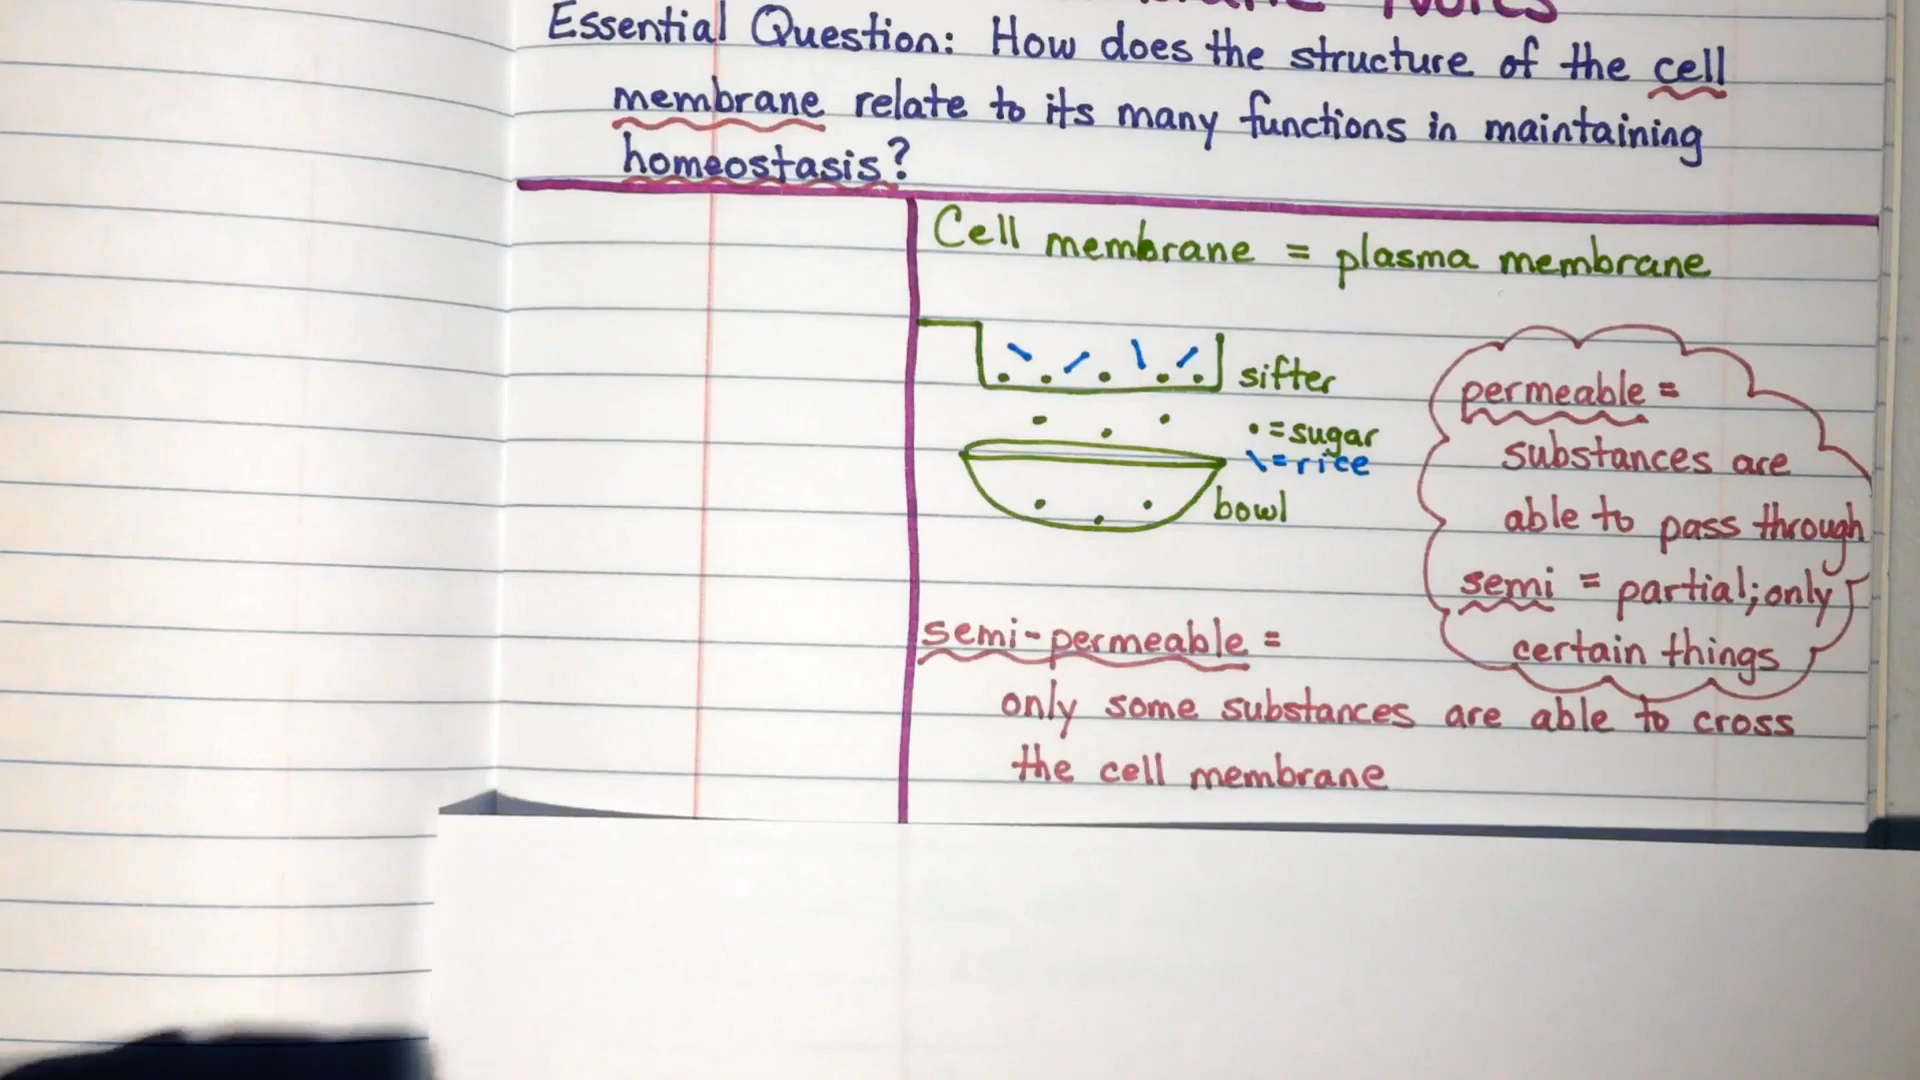 Notes
Essential Question: How does the structure of the cell
membrane relate to its many functions in maintaining
homeostasis?
Cell membrane = plasma membrane
sifter
• = sugar
\ = rice
bowl
permeable =
substances are
able to pass through
semi = partial; only
certain things
semi-permeable =
only some substances are able to cross
the cell membrane